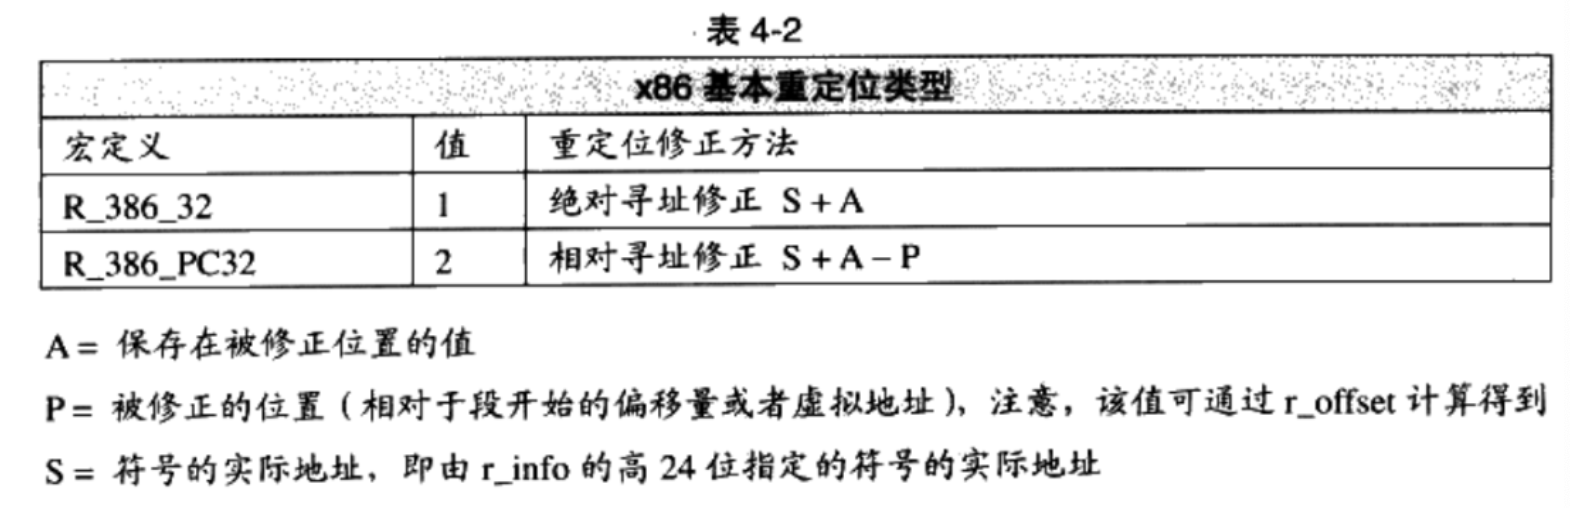 表 4-2
x86 基本重定位类型
宏定义 值 重定位修正方法
R_386_32 1 绝对寻址修正 S + A
R_386_PC32 2 相对寻址修正 S + A – P
A = 保存在被修正位置的值
P = 被修正的位置（相对于段开始的偏移量或者虚拟地址），注意，该值可通过 r_offset 计算得到
S = 符号的实际地址，即由 r_info 的高 24 位指定的符号的实际地址